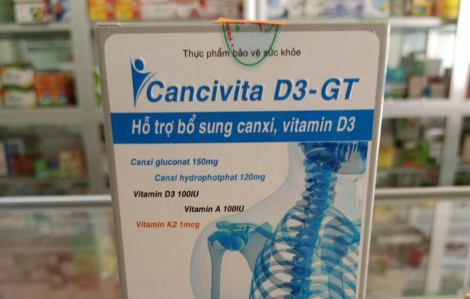 Thực phẩm bảo vệ sức khỏe
Cancivita D3-GT
Hỗ trợ bổ sung canxi, vitamin D3
Canxi gluconat 150mg
Canxi hydrophotphat 120mg
Vitamin D3 100IU
Vitamin A 100IU
Vitamin K2 1mcg